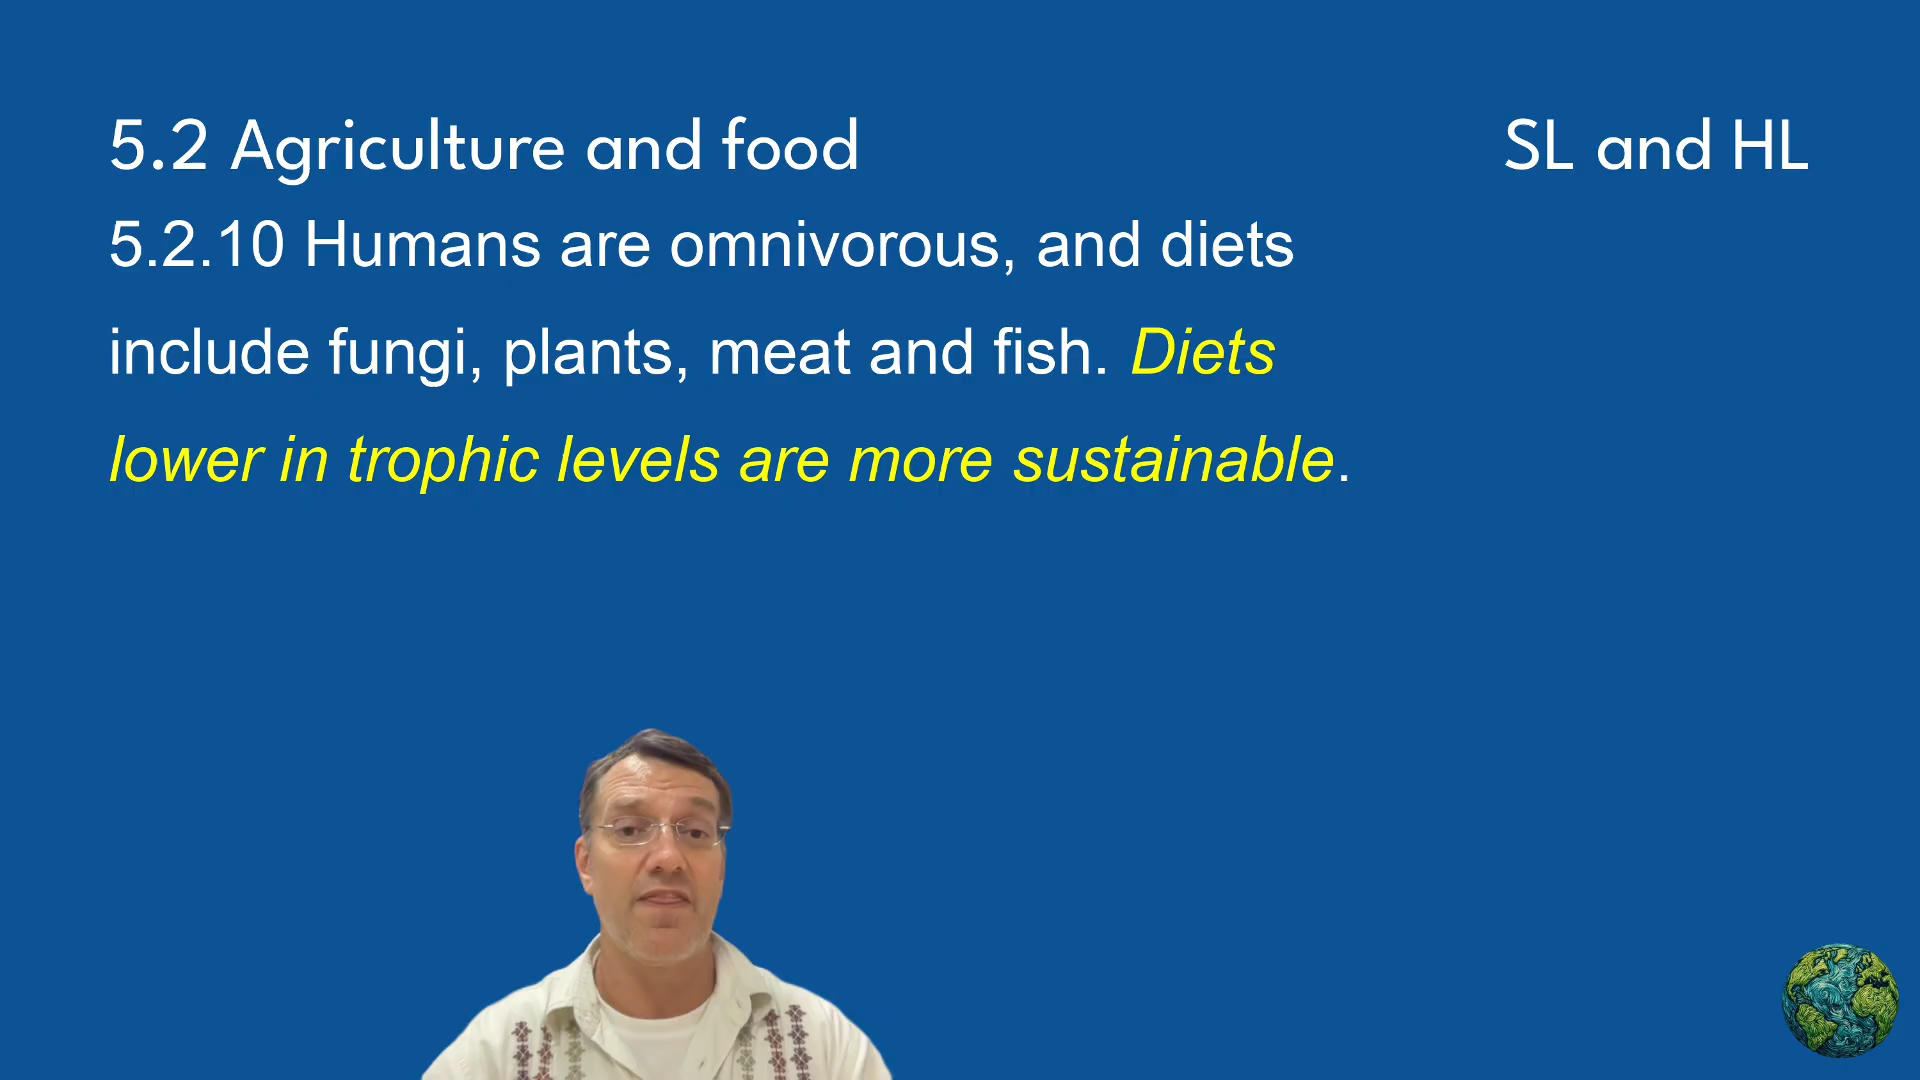 5.2 Agriculture and food SL and HL
5.2.10 Humans are omnivorous, and diets
include fungi, plants, meat and fish. Diets
lower in trophic levels are more sustainable.